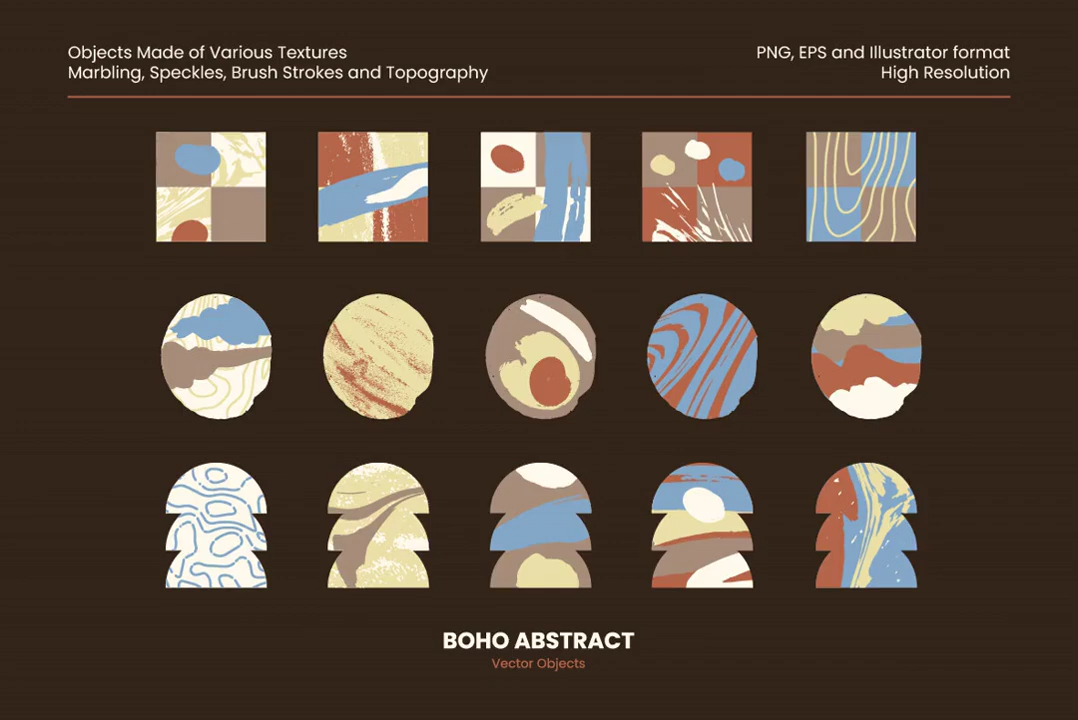 Objects Made of Various Textures
Marbling, Speckles, Brush Strokes and Topography
PNG, EPS and Illustrator format
High Resolution
BOHO ABSTRACT
Vector Objects